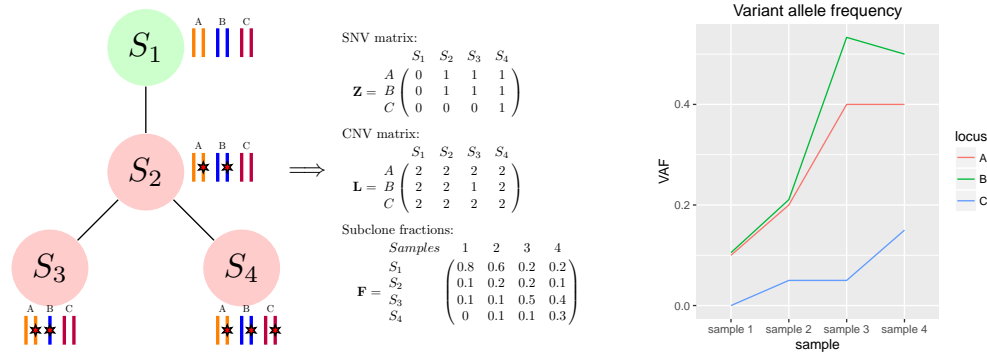 A B C
S1
A B C
S2
A B C
S3
A B C
S4
A B C
⟹
SNV matrix:
S1 S2 S3 S4
A 0 1 1 1
Z = B 0 1 1 1
C 0 0 0 1
CNV matrix:
S1 S2 S3 S4
A 2 2 2 2
L = B 2 2 1 2
C 2 2 2 2
Subclone fractions:
Samples 1 2 3 4
S1 0.8 0.6 0.2 0.2
S2 0.1 0.2 0.2 0.1
F = S3 0.1 0.1 0.5 0.4
S4 0 0.1 0.1 0.3
Variant allele frequency
VAF
0.4
0.2
0.0
sample 1 sample 2 sample 3 sample 4
sample
locus
A
B
C